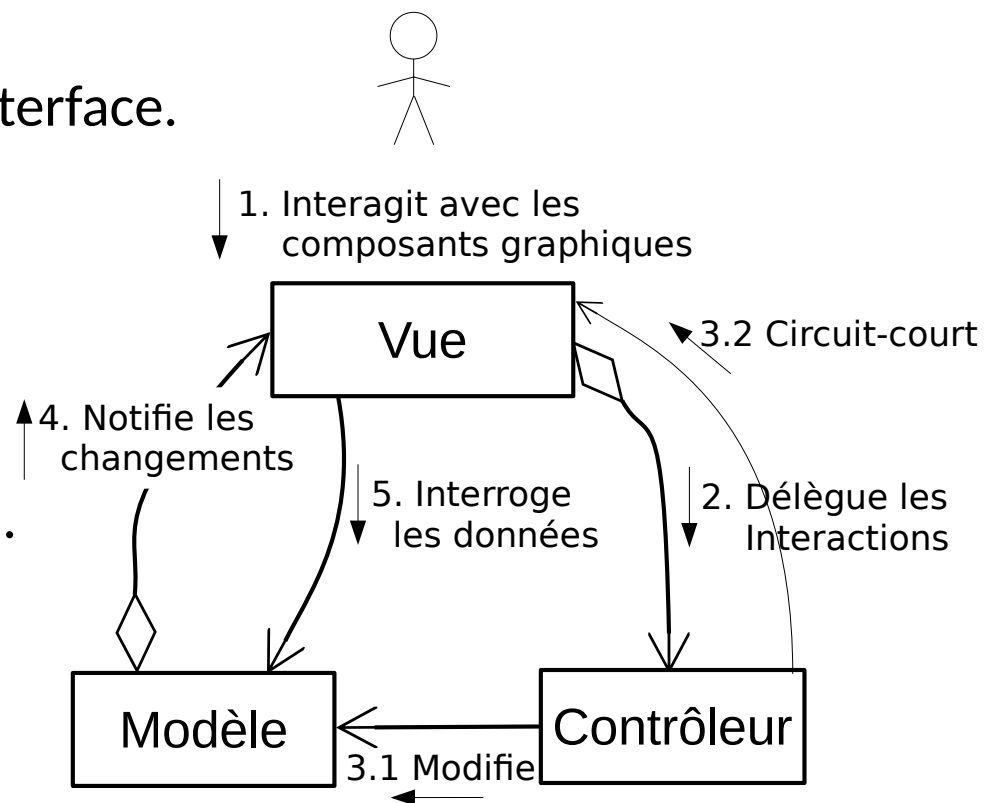 terface.
1. Interagit avec les
composants graphiques
Vue
3.2 Circuit-court
4. Notifie les
changements
5. Interroge
les données
2. Délègue les
Interactions
.
Modèle
Contrôleur
3.1 Modifie